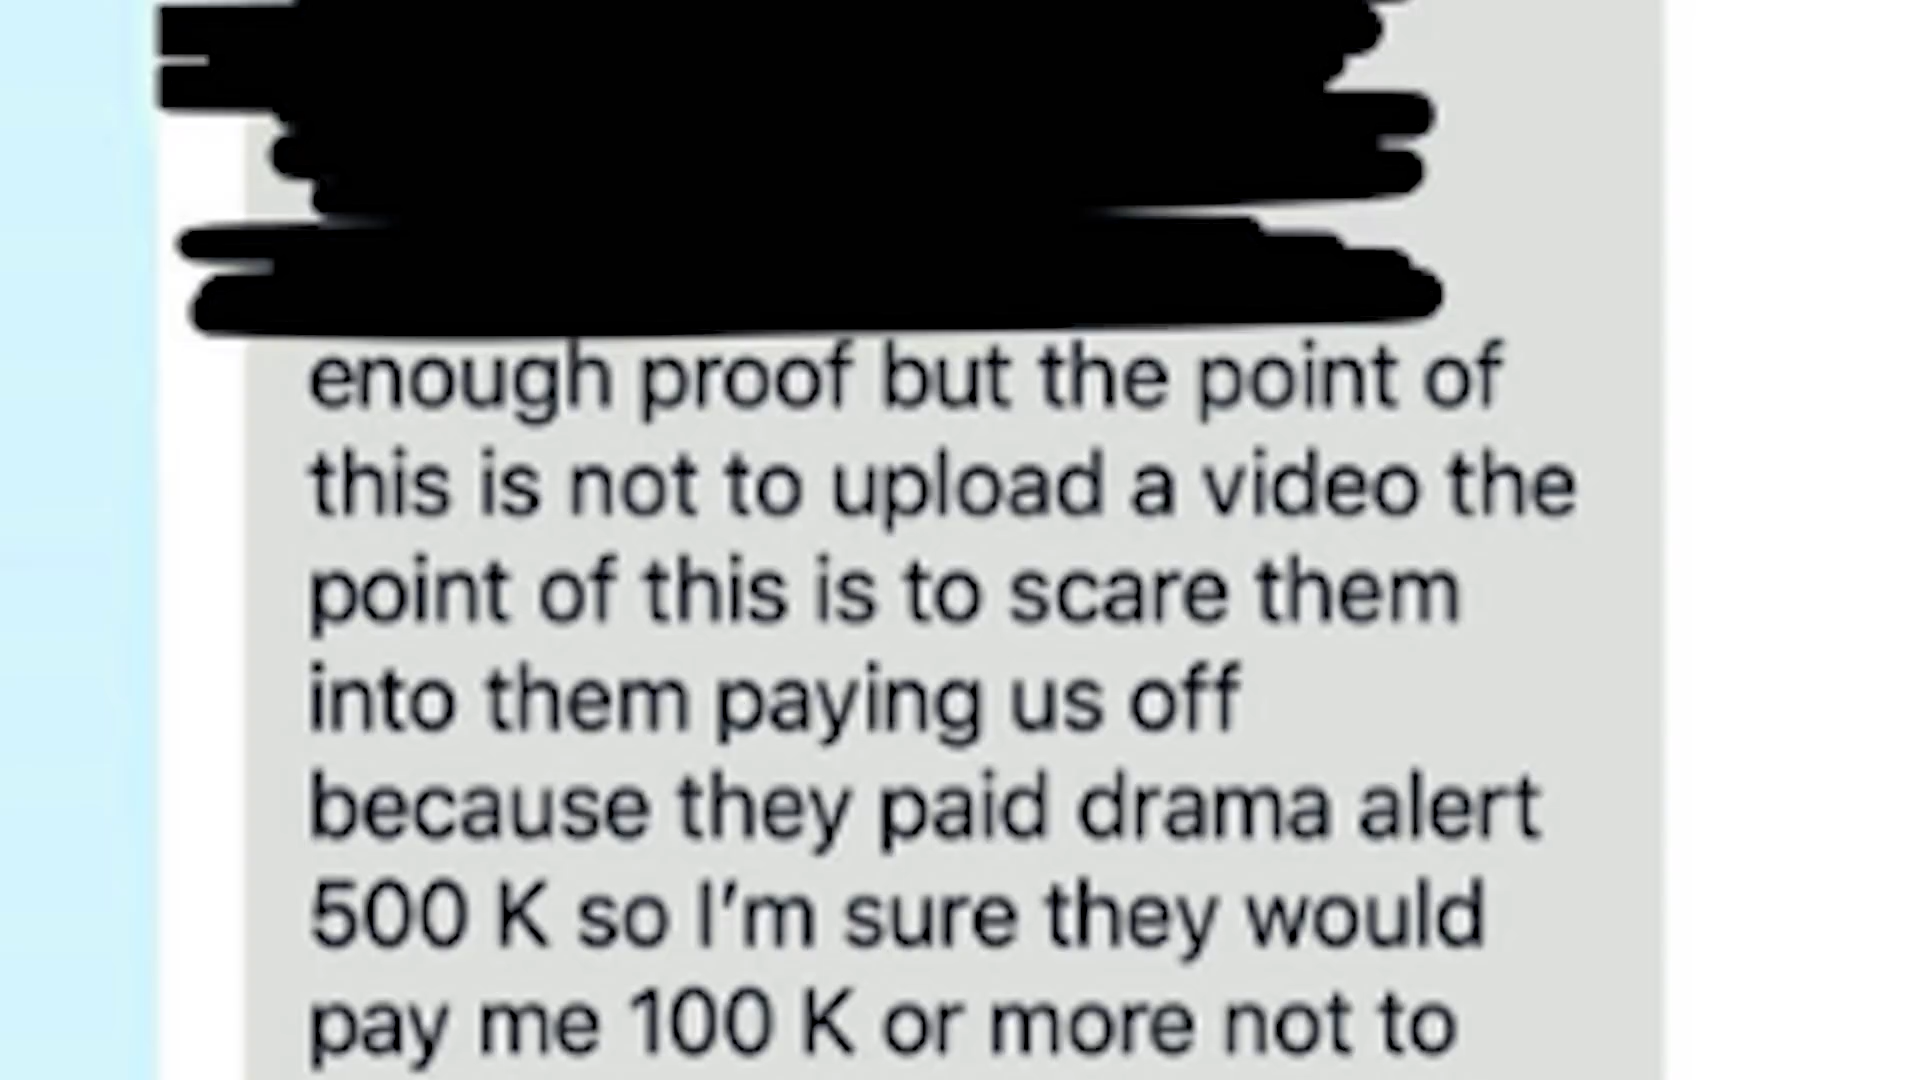 enough proof but the point of
this is not to upload a video the
point of this is to scare them
into them paying us off
because they paid drama alert
500 K so I'm sure they would
pay me 100 K or more not to